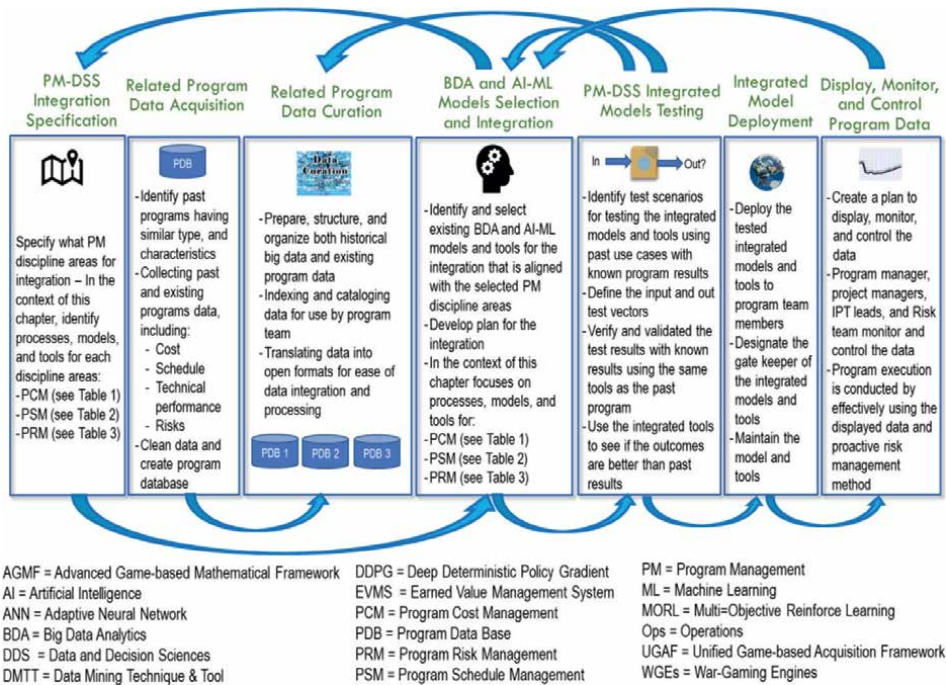 PM-DSS
Integration
Specification
Related Program
Data Acquisition
Related Program
Data Curation
BDA and AI-ML
Models Selection
and Integration
PM-DSS Integrated
Models Testing
Integrated
Model
Deployment
Display, Monitor,
and Control
Program Data
Specify what PM
discipline areas for
integration – In the
context of this
chapter, identify
processes, models,
and tools for each
discipline areas:
-PCM (see Table 1)
-PSM (see Table 2)
-PRM (see Table 3)
PDB
-Identify past
programs having
similar type, and
characteristics
-Collecting past
and existing
programs data,
including:
- Cost
- Schedule
- Technical
performance
- Risks
-Clean data and
create program
database
Data
Curation
-Prepare, structure, and
organize both historical
big data and existing
program data
-Indexing and cataloging
data for use by program
team
-Translating data into
open formats for ease of
data integration and
processing
PDB 1
PDB 2
PDB 3
-Identify and select
existing BDA and AI-ML
models and tools for the
integration that is aligned
with the selected PM
discipline areas
-Develop plan for the
integration
-In the context of this
chapter focuses on
processes, models, and
tools for:
-PCM (see Table 1)
-PSM (see Table 2)
-PRM (see Table 3)
In
Out?
-Identify test scenarios
for testing the integrated
models and tools using
past use cases with
known program results
-Define the input and out
test vectors
-Verify and validated the
test results with known
results using the same
tools as the past
program
-Use the integrated tools
to see if the outcomes
are better than past
results
-Deploy the
tested
integrated
models and
tools to
program team
members
-Designate the
gate keeper of
the integrated
models and
tools
-Maintain the
model and
tools
-Create a plan to
display, monitor,
and control the
data
-Program manager,
project managers,
IPT leads, and Risk
team monitor and
control the data
-Program execution
is conducted by
effectively using the
displayed data and
proactive risk
management
method
AGMF = Advanced Game-based Mathematical Framework
AI = Artificial Intelligence
ANN = Adaptive Neural Network
BDA = Big Data Analytics
DDS = Data and Decision Sciences
DMTT = Data Mining Technique & Tool
DDPG = Deep Deterministic Policy Gradient
EVMS = Earned Value Management System
PCM = Program Cost Management
PDB = Program Data Base
PRM = Program Risk Management
PSM = Program Schedule Management
PM = Program Management
ML = Machine Learning
MORL = Multi=Objective Reinforce Learning
Ops = Operations
UGAF = Unified Game-based Acquisition Framework
WGEs = War-Gaming Engines